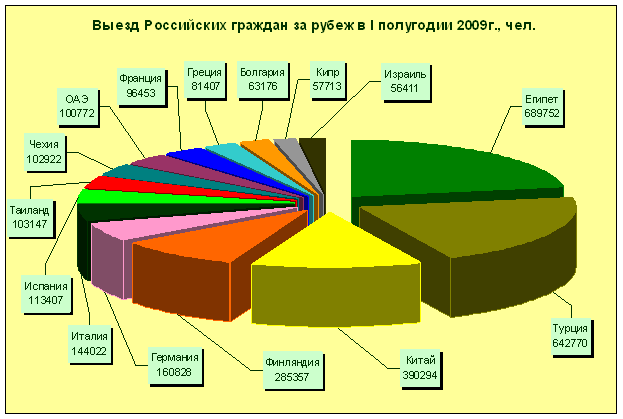 Выезд Российских граждан за рубеж в I полугодии 2009г., чел.
Египет
689752
Турция
642770
Китай
390294
Финляндия
285357
Германия
160828
Италия
144022
Испания
113407
Таиланд
103147
Чехия
102922
ОАЭ
100772
Франция
96453
Греция
81407
Болгария
63176
Кипр
57713
Израиль
56411